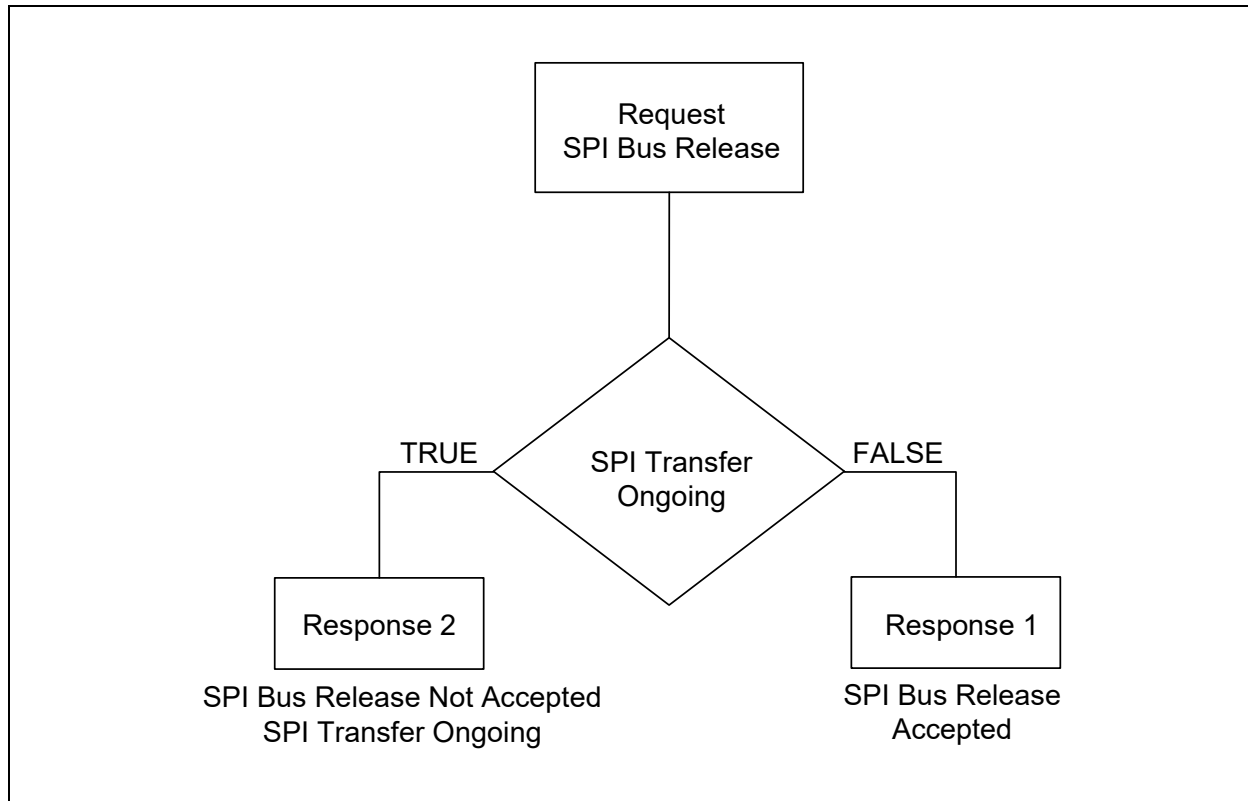 Request
SPI Bus Release
TRUE
SPI Transfer
Ongoing
FALSE
Response 2
SPI Bus Release Not Accepted
SPI Transfer Ongoing
Response 1
SPI Bus Release
Accepted